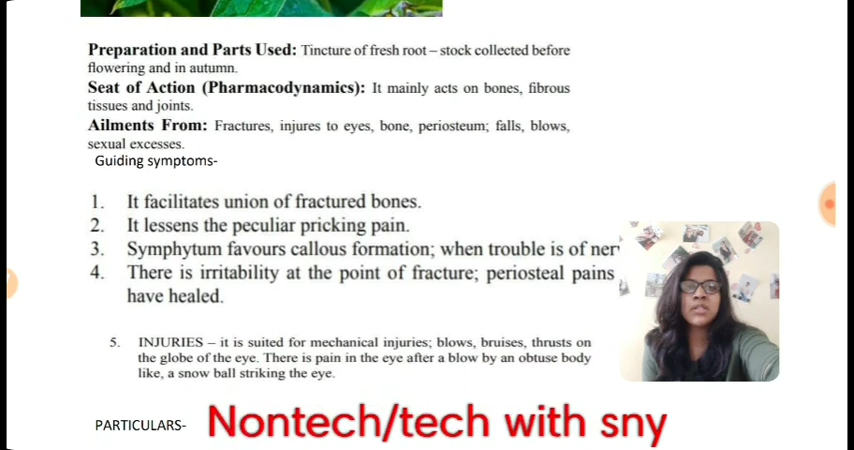 Preparation and Parts Used: Tincture of fresh root – stock collected before
flowering and in autumn.
Seat of Action (Pharmacodynamics): It mainly acts on bones, fibrous
tissues and joints.
Ailments From: Fractures, injures to eyes, bone, periosteum; falls, blows,
sexual excesses.
Guiding symptoms-
1. It facilitates union of fractured bones.
2. It lessens the peculiar pricking pain.
3. Symphytum favours callous formation; when trouble is of
4. There is irritability at the point of fracture; periosteal pains
have healed.
5. INJURIES – it is suited for mechanical injuries; blows, bruises, thrusts on
the globe of the eye. There is pain in the eye after a blow by an obtuse body
like, a snow ball striking the eye.
PARTICULARS-
Nontech/tech with sny